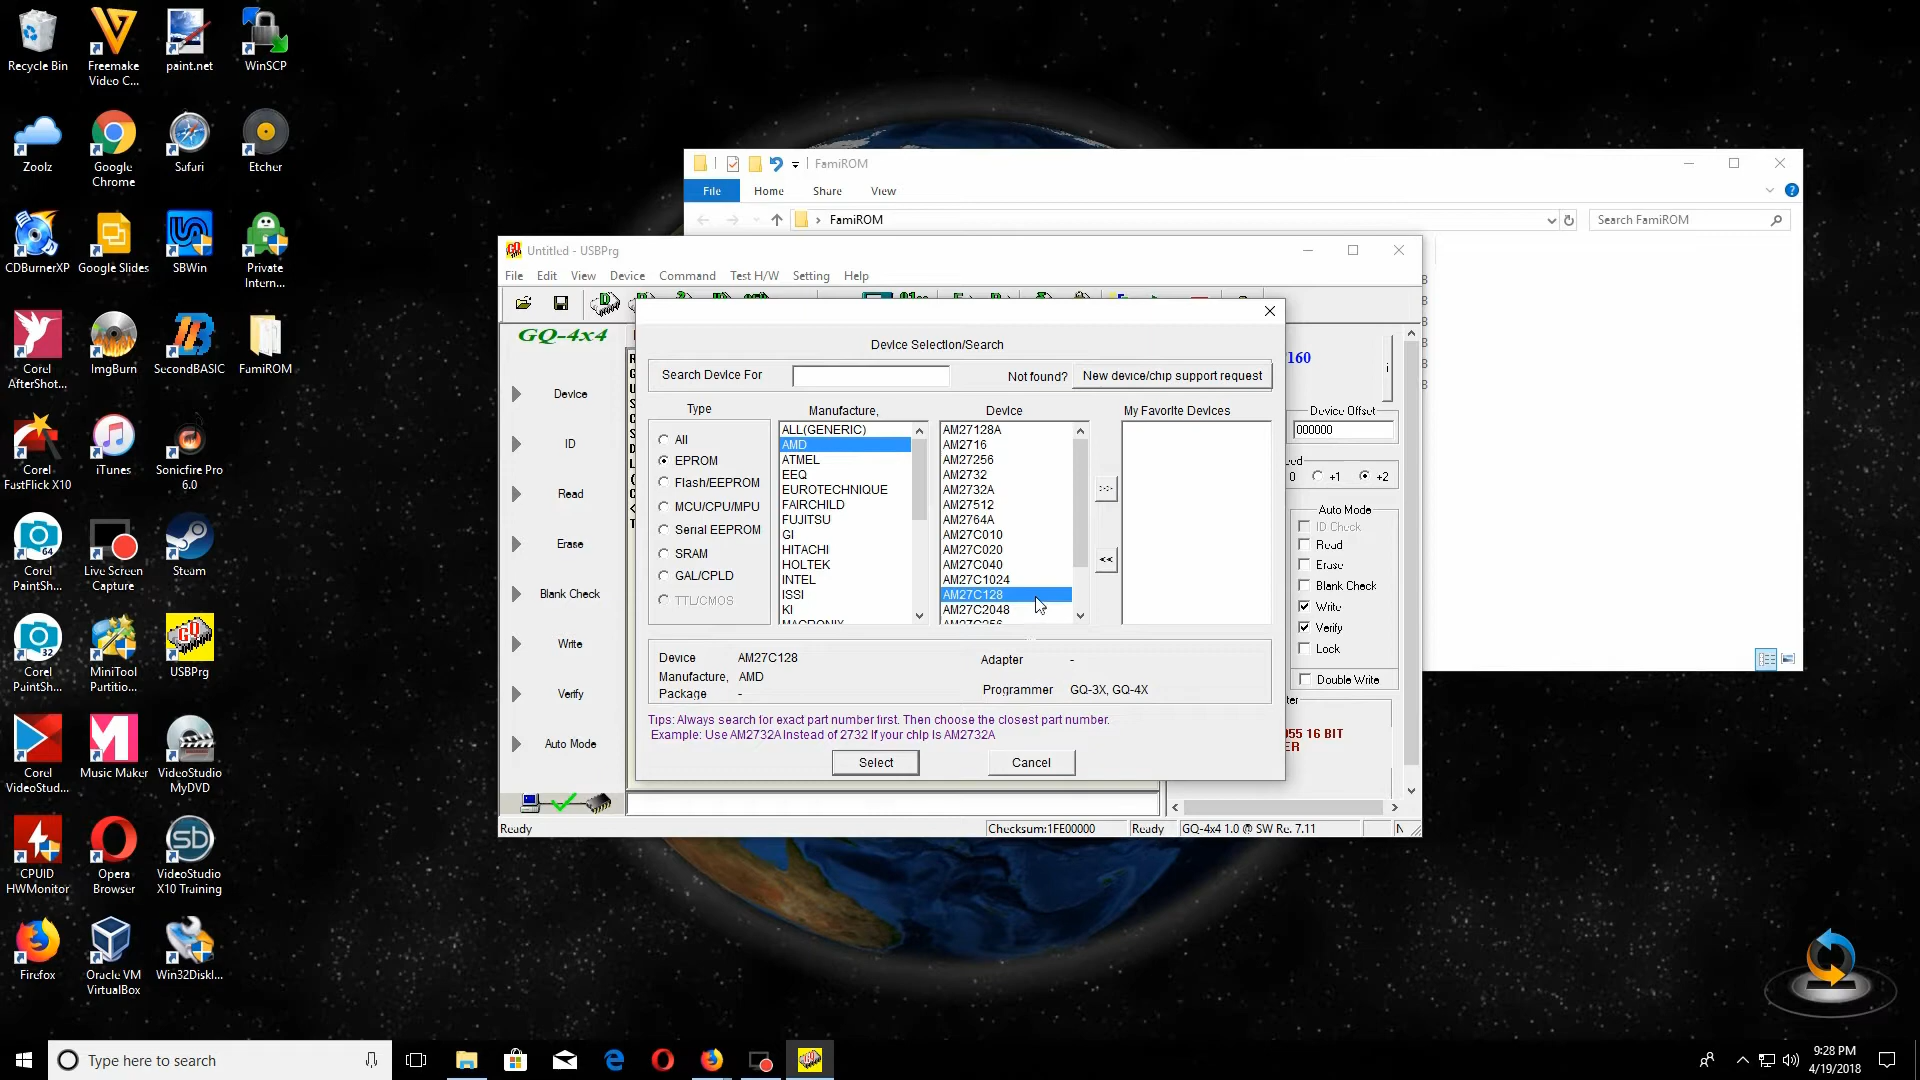 Recycle Bin
Freemake
Video C...
paint.net
WinSCP
Zoolz
Google
Chrome
Safari
Etcher
CDBurnerXP
Google Slides
SBWin
Private
Intern...
Corel
AfterShot...
ImgBurn
SecondBASIC
FamiROM
Corel
FastFlick X10
iTunes
Sonicfire Pro
6.0
Corel
PaintSh...
64
Live Screen
Capture
Steam
Corel
PaintSh...
32
MiniTool
Partitio...
USBPrg
Corel
VideoStud...
Music Maker
VideoStudio
MyDVD
CPUID
HWMonitor
Opera
Browser
VideoStudio
X10 Training
Firefox
Oracle VM
VirtualBox
Win32DiskI...
FamiROM
File
Home
Share
View
FamiROM
Search FamiROM
Untitled - USBPrg
File
Edit
View
Device
Command
Test H/W
Setting
Help
GQ-4x4
Device
ID
Read
Erase
Blank Check
Write
Verify
Auto Mode
Device Selection/Search
Search Device For
Not found?
New device/chip support request
Type
All
EPROM
Flash/EEPROM
MCU/CPU/MPU
Serial EEPROM
SRAM
GAL/CPLD
TTL/CMOS
Manufacture,
ALL(GENERIC)
AMD
ATMEL
EEQ
EUROTECHNIQUE
FAIRCHILD
FUJITSU
GI
HITACHI
HOLTEK
INTEL
ISSI
KI
MACRONIX
Device
AM27128A
AM2716
AM27256
AM2732
AM2732A
AM27512
AM2764A
AM27C010
AM27C020
AM27C040
AM27C1024
AM27C128
AM27C2048
AM27C256
My Favorite Devices
<<
Device AM27C128
Manufacture, AMD
Package -
Adapter -
Programmer GQ-3X, GQ-4X
Tips: Always search for exact part number first. Then choose the closest part number.
Example: Use AM2732A Instead of 2732 If your chip is AM2732A
Select
Cancel
160
i
Device Offset
000000
eed
0
+1
+2
Auto Mode
ID Check
Read
Erase
Blank Check
Write
Verify
Lock
Double Write
ter
055 16 BIT
ER
Ready
Checksum:1FE00000
Ready
GQ-4x4 1.0 @ SW Re. 7.11
N
Type here to search
9:28 PM
4/19/2018